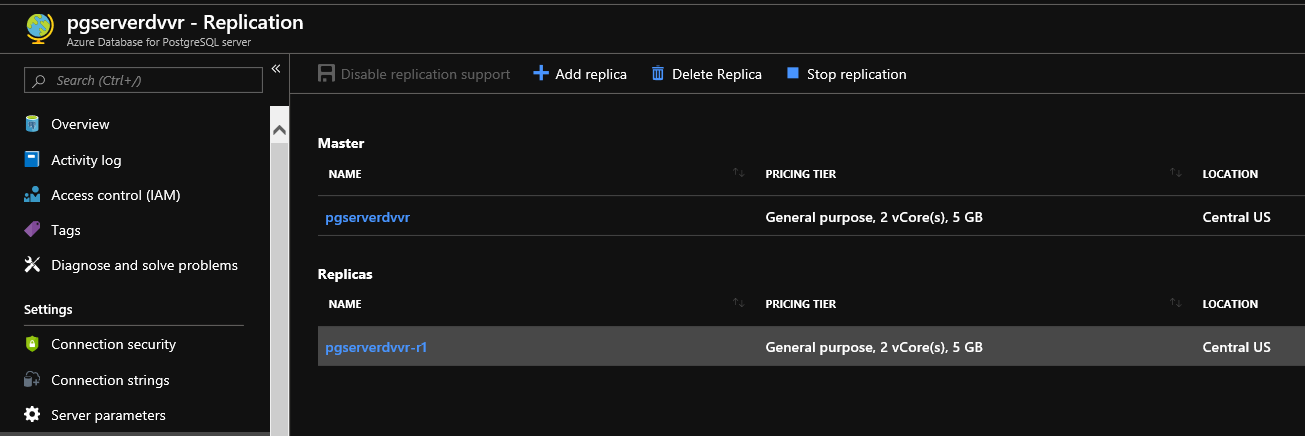 pgserverdvvr - Replication
Azure Database for PostgreSQL server
Search (Ctrl+/)
«
Overview
Activity log
Access control (IAM)
Tags
Diagnose and solve problems
Settings
Connection security
Connection strings
Server parameters
Disable replication support Add replica Delete Replica Stop replication
Master
NAME PRICING TIER LOCATION
pgserverdvvr General purpose, 2 vCore(s), 5 GB Central US
Replicas
NAME PRICING TIER LOCATION
pgserverdvvr-r1 General purpose, 2 vCore(s), 5 GB Central US